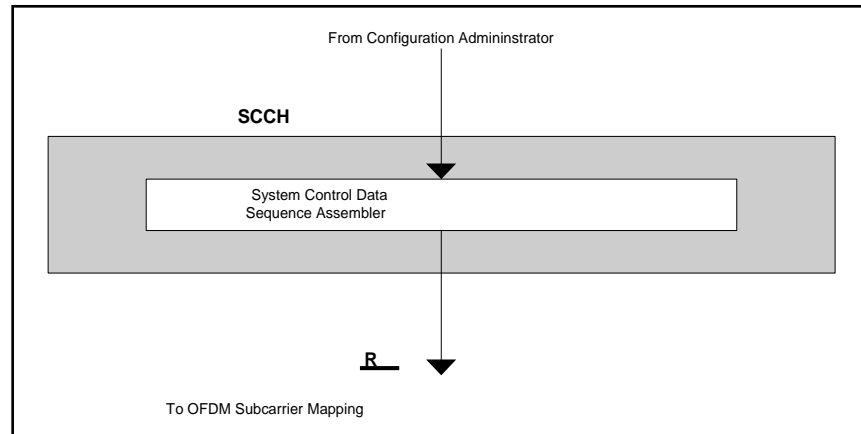 From Configuration Admininstrator
SCCH
System Control Data
Sequence Assembler
R
To OFDM Subcarrier Mapping